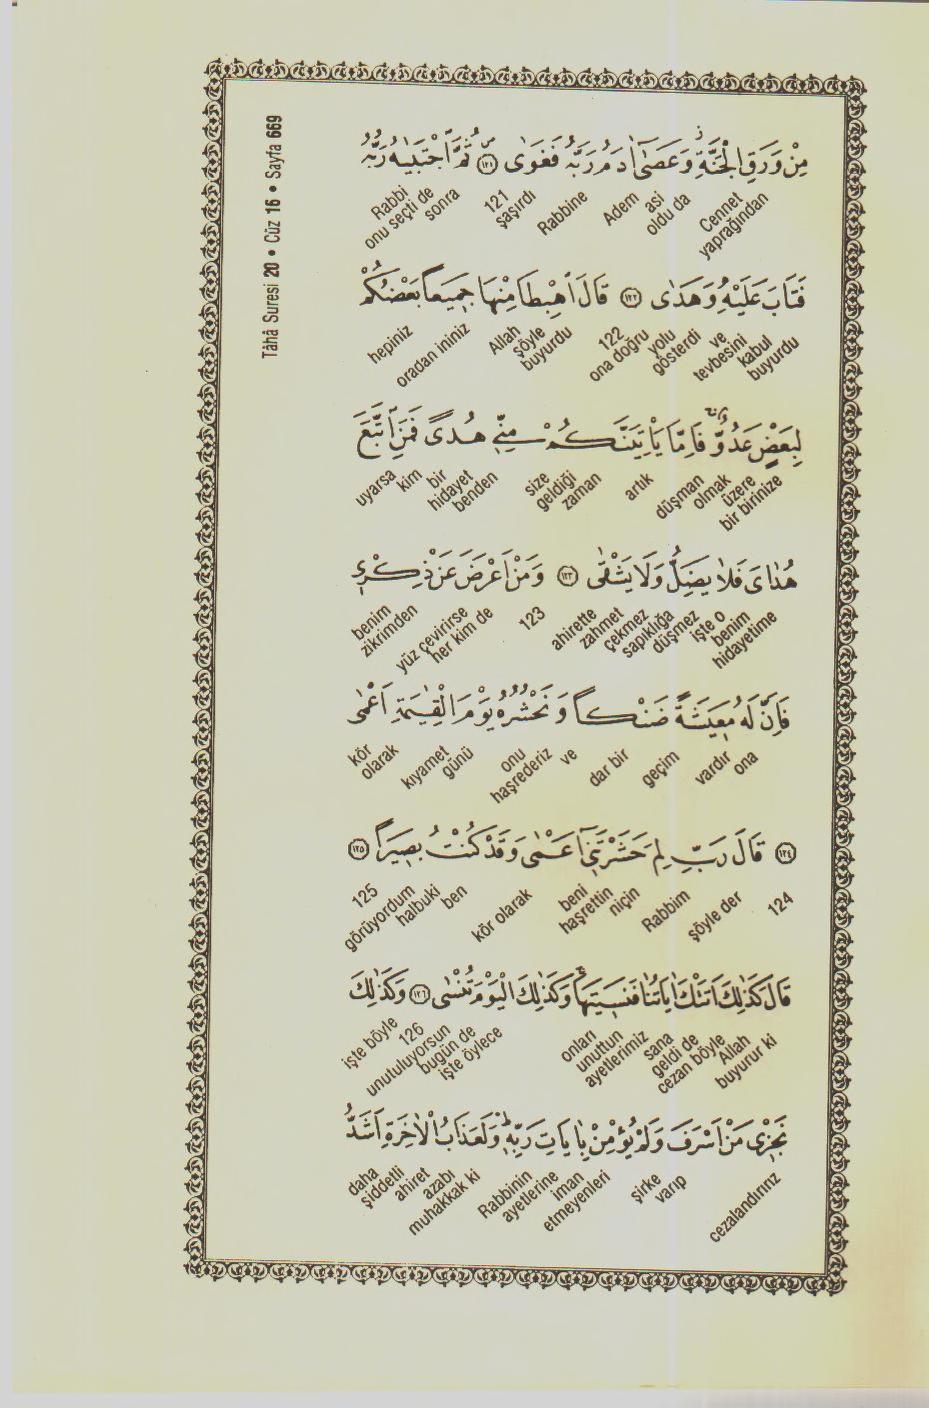 Tâhâ Suresi 20 • Cüz 16 • Sayfa 669
مِنْ وَرَقِ الْجَنَّةِۘ وَعَصٰىٓ اٰدَمُ رَبَّهُ فَغَوٰىۖ ﴿١٢١﴾ ثُمَّ اجْتَبٰيهُ رَبُّهُ
Cennet yaprağından asi oldu da Adem Rabbine şaşırdı 121 sonra onu seçti de Rabbi
فَتَابَ عَلَيْهِ وَهَدٰى ﴿١٢٢﴾ قَالَ اهْبِطَا مِنْهَا جَمِيعاً بَعْضُكُمْ
ve tevbesini kabul buyurdu yolu gösterdi ona doğru 122 Allah şöyle buyurdu oradan ininiz hepiniz
لِبَعْضٍ عَدُوٌّۚ فَاِمَّا يَأْتِيَنَّكُمْ مِنِّي هُدًى فَمَنِ اتَّبَعَ
düşman olmak üzere bir birinize artık size geldiği zaman bir hidayet benden kim uyarsa
هُدَايَ فَلَا يَضِلُّ وَلَا يَشْقٰى ﴿١٢٣﴾ وَمَنْ اَعْرَضَ عَنْ ذِكْرِي
işte o benim hidayetime sapıklığa düşmez ahirette zahmet çekmez 123 yüz çevirirse her kim de benim zikrimden
فَاِنَّ لَهُ مَعِيشَةً ضَنْكاً وَنَحْشُرُهُ يَوْمَ الْقِيٰمَةِ اَعْمٰى
ona vardır geçim dar bir ve onu haşrederiz kıyamet günü kör olarak
﴿١٢٤﴾ قَالَ رَبِّ لِمَ حَشَرْتَنِٓي اَعْمٰى وَقَدْ كُنْتُ بَصِيراً ﴿١٢٥﴾
124 şöyle der Rabbim niçin beni haşrettin kör olarak ben halbuki görüyordum 125
قَالَ كَذٰلِكَ اَتَتْكَ اٰيَاتُنَا فَنَسِيتَهَاۚ وَكَذٰلِكَ الْيَوْمَ تُنْسٰى ﴿١٢٦﴾ وَكَذٰلِكَ
Allah buyurur ki cezan böyle sana geldi de ayetlerimiz onları unuttun işte öylece bugün de unutuluyorsun 126 işte böyle
نَجْزِي مَنْ اَسْرَفَ وَلَمْ يُؤْمِنْ بِاٰيَاتِ رَبِّهِۜ وَلَعَذَابُ الْاٰخِرَةِ اَشَدُّ
cezalandırırız şirke varıp iman etmeyenleri Rabbinin ayetlerine muhakkak ki ahiret azabı daha şiddetli